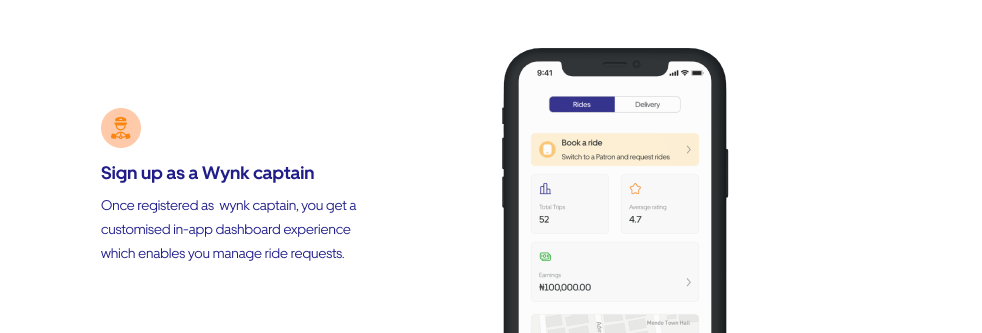 Sign up as a Wynk captain
Once registered as wynk captain, you get a
customised in-app dashboard experience
which enables you manage ride requests.
9:41
Rides
Delivery
Book a ride
Switch to a Patron and request rides
Total Trips
52
Average rating
4.7
Earnings
₦100,000.00
Mende Town Hall